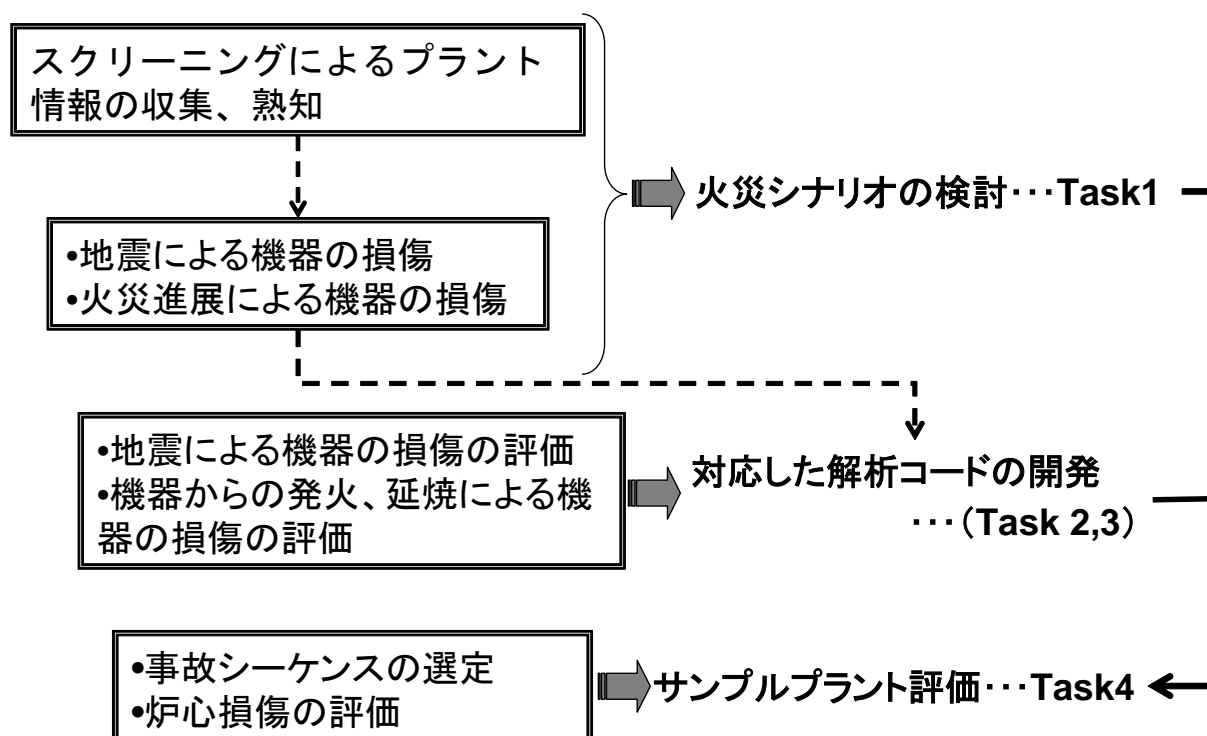 スクリーニングによるプラント
情報の収集、熟知
火災シナリオの検討･･･Task1
•地震による機器の損傷
•火災進展による機器の損傷
•地震による機器の損傷の評価
•機器からの発火、延焼による機
器の損傷の評価
対応した解析コードの開発
･･･（Task 2,3）
•事故シーケンスの選定
•炉心損傷の評価
サンプルプラント評価･･･Task4